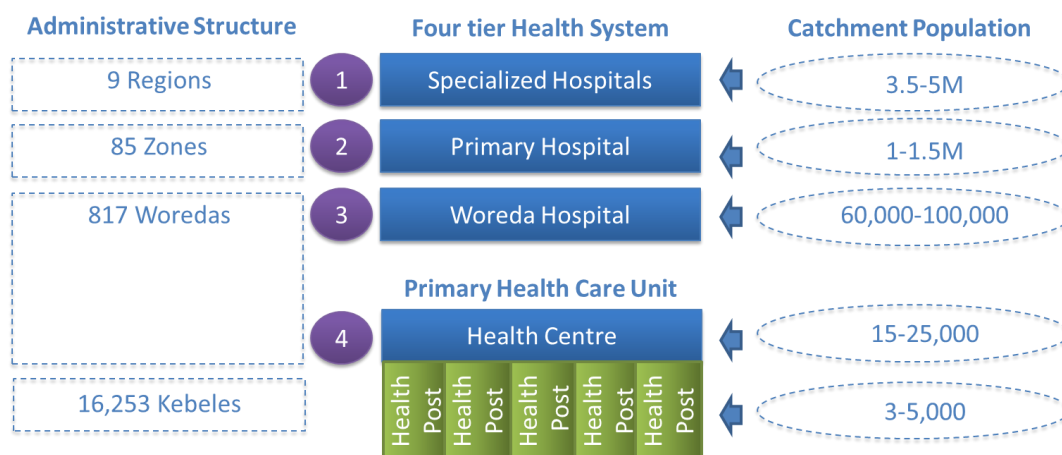 Administrative Structure
Four tier Health System
Catchment Population
9 Regions
1
Specialized Hospitals
3.5-5M
85 Zones
2
Primary Hospital
1-1.5M
817 Woredas
3
Woreda Hospital
60,000-100,000
Primary Health Care Unit
4
Health Centre
15-25,000
16,253 Kebeles
Health
Post
Health
Post
Health
Post
Health
Post
Health
Post
3-5,000